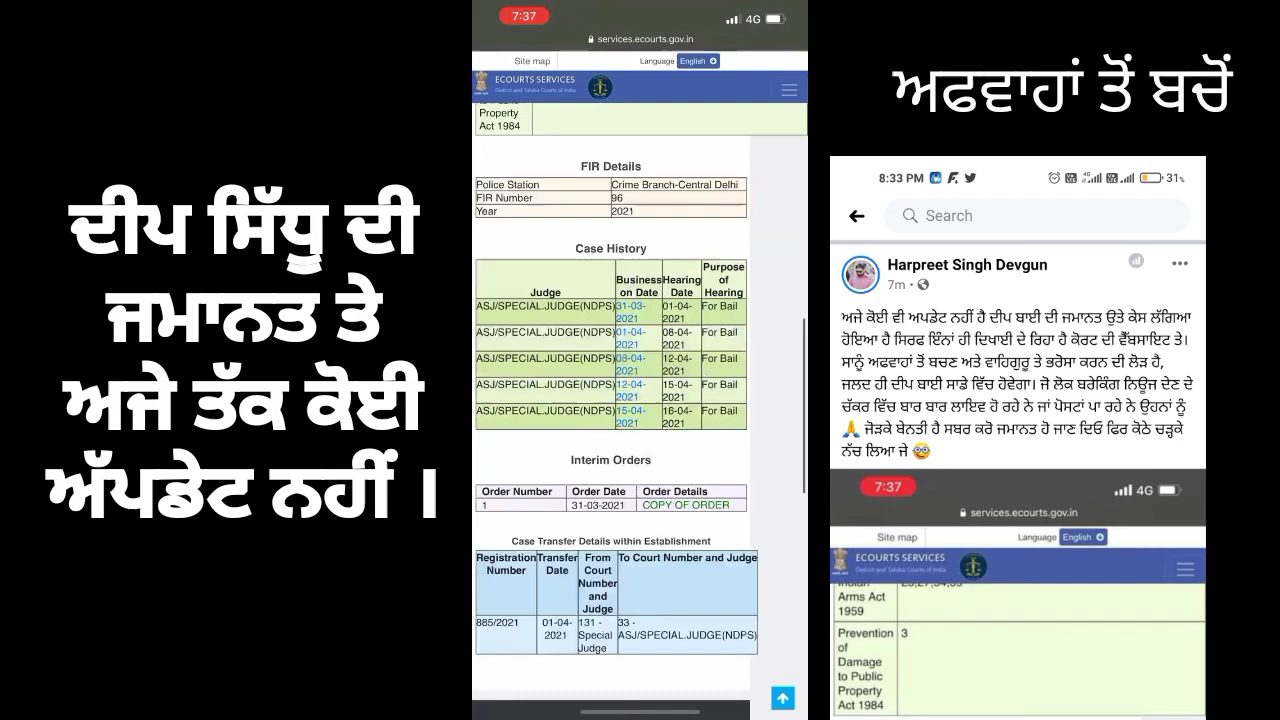 ਦੀਪ ਸਿੱਧੂ ਦੀ
ਜਮਾਨਤ ਤੇ
ਅਜੇ ਤੱਕ ਕੋਈ
ਅੱਪਡੇਟ ਨਹੀਂ ।
7:37
4G
services.ecourts.gov.in
Site map
Language English
ECOURTS SERVICES
District and Taluka Courts of India
Property
Act 1984
FIR Details
Police Station Crime Branch-Central Delhi
FIR Number 96
Year 2021
Case History
Judge Business on Date Hearing Date Purpose of Hearing
ASJ/SPECIAL.JUDGE(NDPS) 31-03-2021 01-04-2021 For Bail
ASJ/SPECIAL.JUDGE(NDPS) 01-04-2021 08-04-2021 For Bail
ASJ/SPECIAL.JUDGE(NDPS) 08-04-2021 12-04-2021 For Bail
ASJ/SPECIAL.JUDGE(NDPS) 12-04-2021 15-04-2021 For Bail
ASJ/SPECIAL.JUDGE(NDPS) 15-04-2021 16-04-2021 For Bail
Interim Orders
Order Number Order Date Order Details
1 31-03-2021 COPY OF ORDER
Case Transfer Details within Establishment
Registration Number Transfer Date From Court Number and Judge To Court Number and Judge
885/2021 01-04-2021 131 - Special Judge 33 - ASJ/SPECIAL.JUDGE(NDPS)
ਅਫਵਾਹਾਂ ਤੋਂ ਬਚੋਂ
8:33 PM 31%
Search
Harpreet Singh Devgun
7m
ਅਜੇ ਕੋਈ ਵੀ ਅਪਡੇਟ ਨਹੀਂ ਹੈ ਦੀਪ ਬਾਈ ਦੀ ਜਮਾਨਤ ਉਤੇ ਕੇਸ ਲੱਗਿਆ
ਹੋਇਆ ਹੈ ਸਿਰਫ ਇੰਨਾਂ ਹੀ ਦਿਖਾਈ ਦੇ ਰਿਹਾ ਹੈ ਕੋਰਟ ਦੀ ਵੈੱਬਸਾਇਟ ਤੇ।
ਸਾਨੂੰ ਅਫਵਾਹਾਂ ਤੋਂ ਬਚਣ ਅਤੇ ਵਾਹਿਗੁਰੂ ਤੇ ਭਰੋਸਾ ਕਰਨ ਦੀ ਲੋੜ ਹੈ,
ਜਲਦ ਹੀ ਦੀਪ ਬਾਈ ਸਾਡੇ ਵਿੱਚ ਹੋਵੇਗਾ। ਜੋ ਲੋਕ ਬਰੇਕਿੰਗ ਨਿਊਜ ਦੇਣ ਦੇ
ਚੱਕਰ ਵਿੱਚ ਬਾਰ ਬਾਰ ਲਾਇਵ ਹੋ ਰਹੇ ਨੇ ਜਾਂ ਪੋਸਟਾਂ ਪਾ ਰਹੇ ਨੇ ਉਹਨਾਂ ਨੂੰ
🙏 ਜੋੜਕੇ ਬੇਨਤੀ ਹੈ ਸਬਰ ਕਰੋ ਜਮਾਨਤ ਹੋ ਜਾਣ ਦਿਓ ਫਿਰ ਕੋਠੇ ਚੜ੍ਹਕੇ
ਨੱਚ ਲਿਆ ਜੇ
7:37
4G
services.ecourts.gov.in
Site map
Language English
ECOURTS SERVICES
District and Taluka Courts of India
Arms Act
1959
Prevention 3
of
Damage
to Public
Property
Act 1984